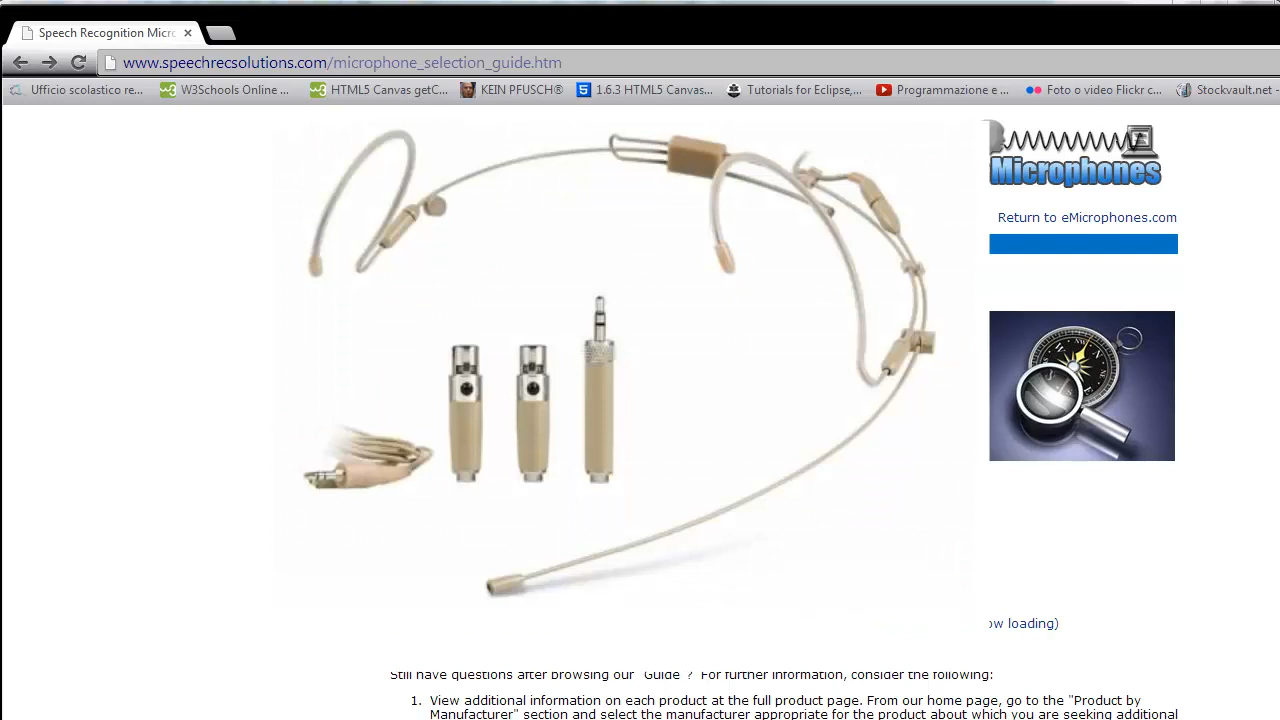 Speech Recognition Micro
www.speechrecsolutions.com/microphone_selection_guide.htm
Ufficio scolastico re...
W3Schools Online ...
HTML5 Canvas getC...
KEIN PFUSCH®
1.6.3 HTML5 Canvas...
Tutorials for Eclipse,...
Programmazione e ...
Foto o video Flickr c...
Stockvault.net -
Microphones
Return to eMicrophones.com
ow loading)
Still have questions after browsing our "Guide"? For further information, consider the following:
1. View additional information on each product at the full product page. From our home page, go to the "Product by
Manufacturer" section and select the manufacturer appropriate for the product about which you are seeking additional